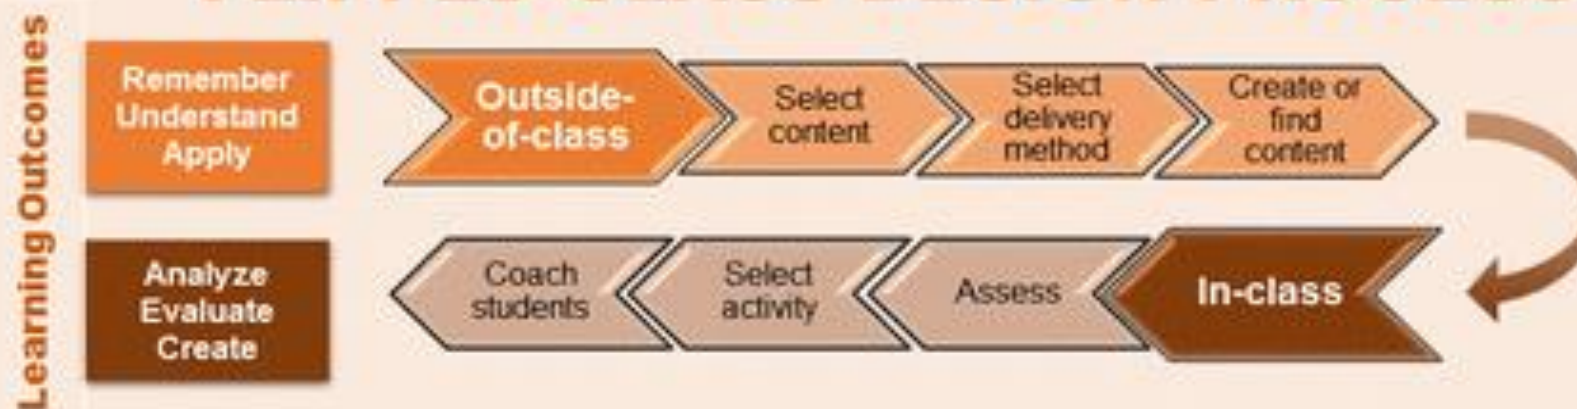 Learning Outcomes
Remember
Understand
Apply
Outside-
of-class
Select
content
Select
delivery
method
Create or
find
content
Analyze
Evaluate
Create
Coach
students
Select
activity
Assess
In-class